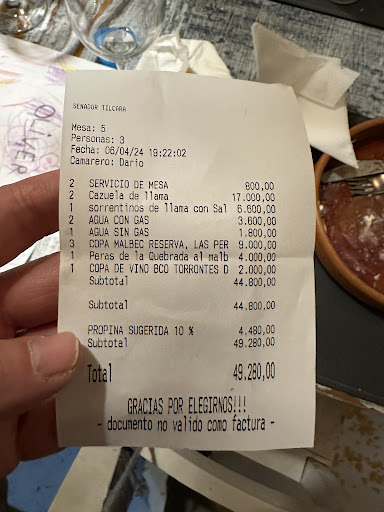 OLIVER
SENADOR TILCARA
Mesa: 5
Personas: 3
Fecha: 06/04/24 19:22:02
Camarero: Dario
2 SERVICIO DE MESA 800,00
2 Cazuela de llama 17.000,00
1 sorrentinos de llama con Sal 6.600,00
2 AGUA CON GAS 3.600,00
1 AGUA SIN GAS 1.800,00
3 COPA MALBEC RESERVA, LAS PER 9.000,00
1 Peras de la Quebrada al malb 4.000,00
1 COPA DE VINO BCO TORRONTES D 2.000,00
Subtotal 44.800,00
Subtotal 44.800,00
PROPINA SUGERIDA 10 % 4.480,00
Subtotal 49.280,00
Total 49.280,00
GRACIAS POR ELEGIRNOS!!!
- documento no valido como factura -